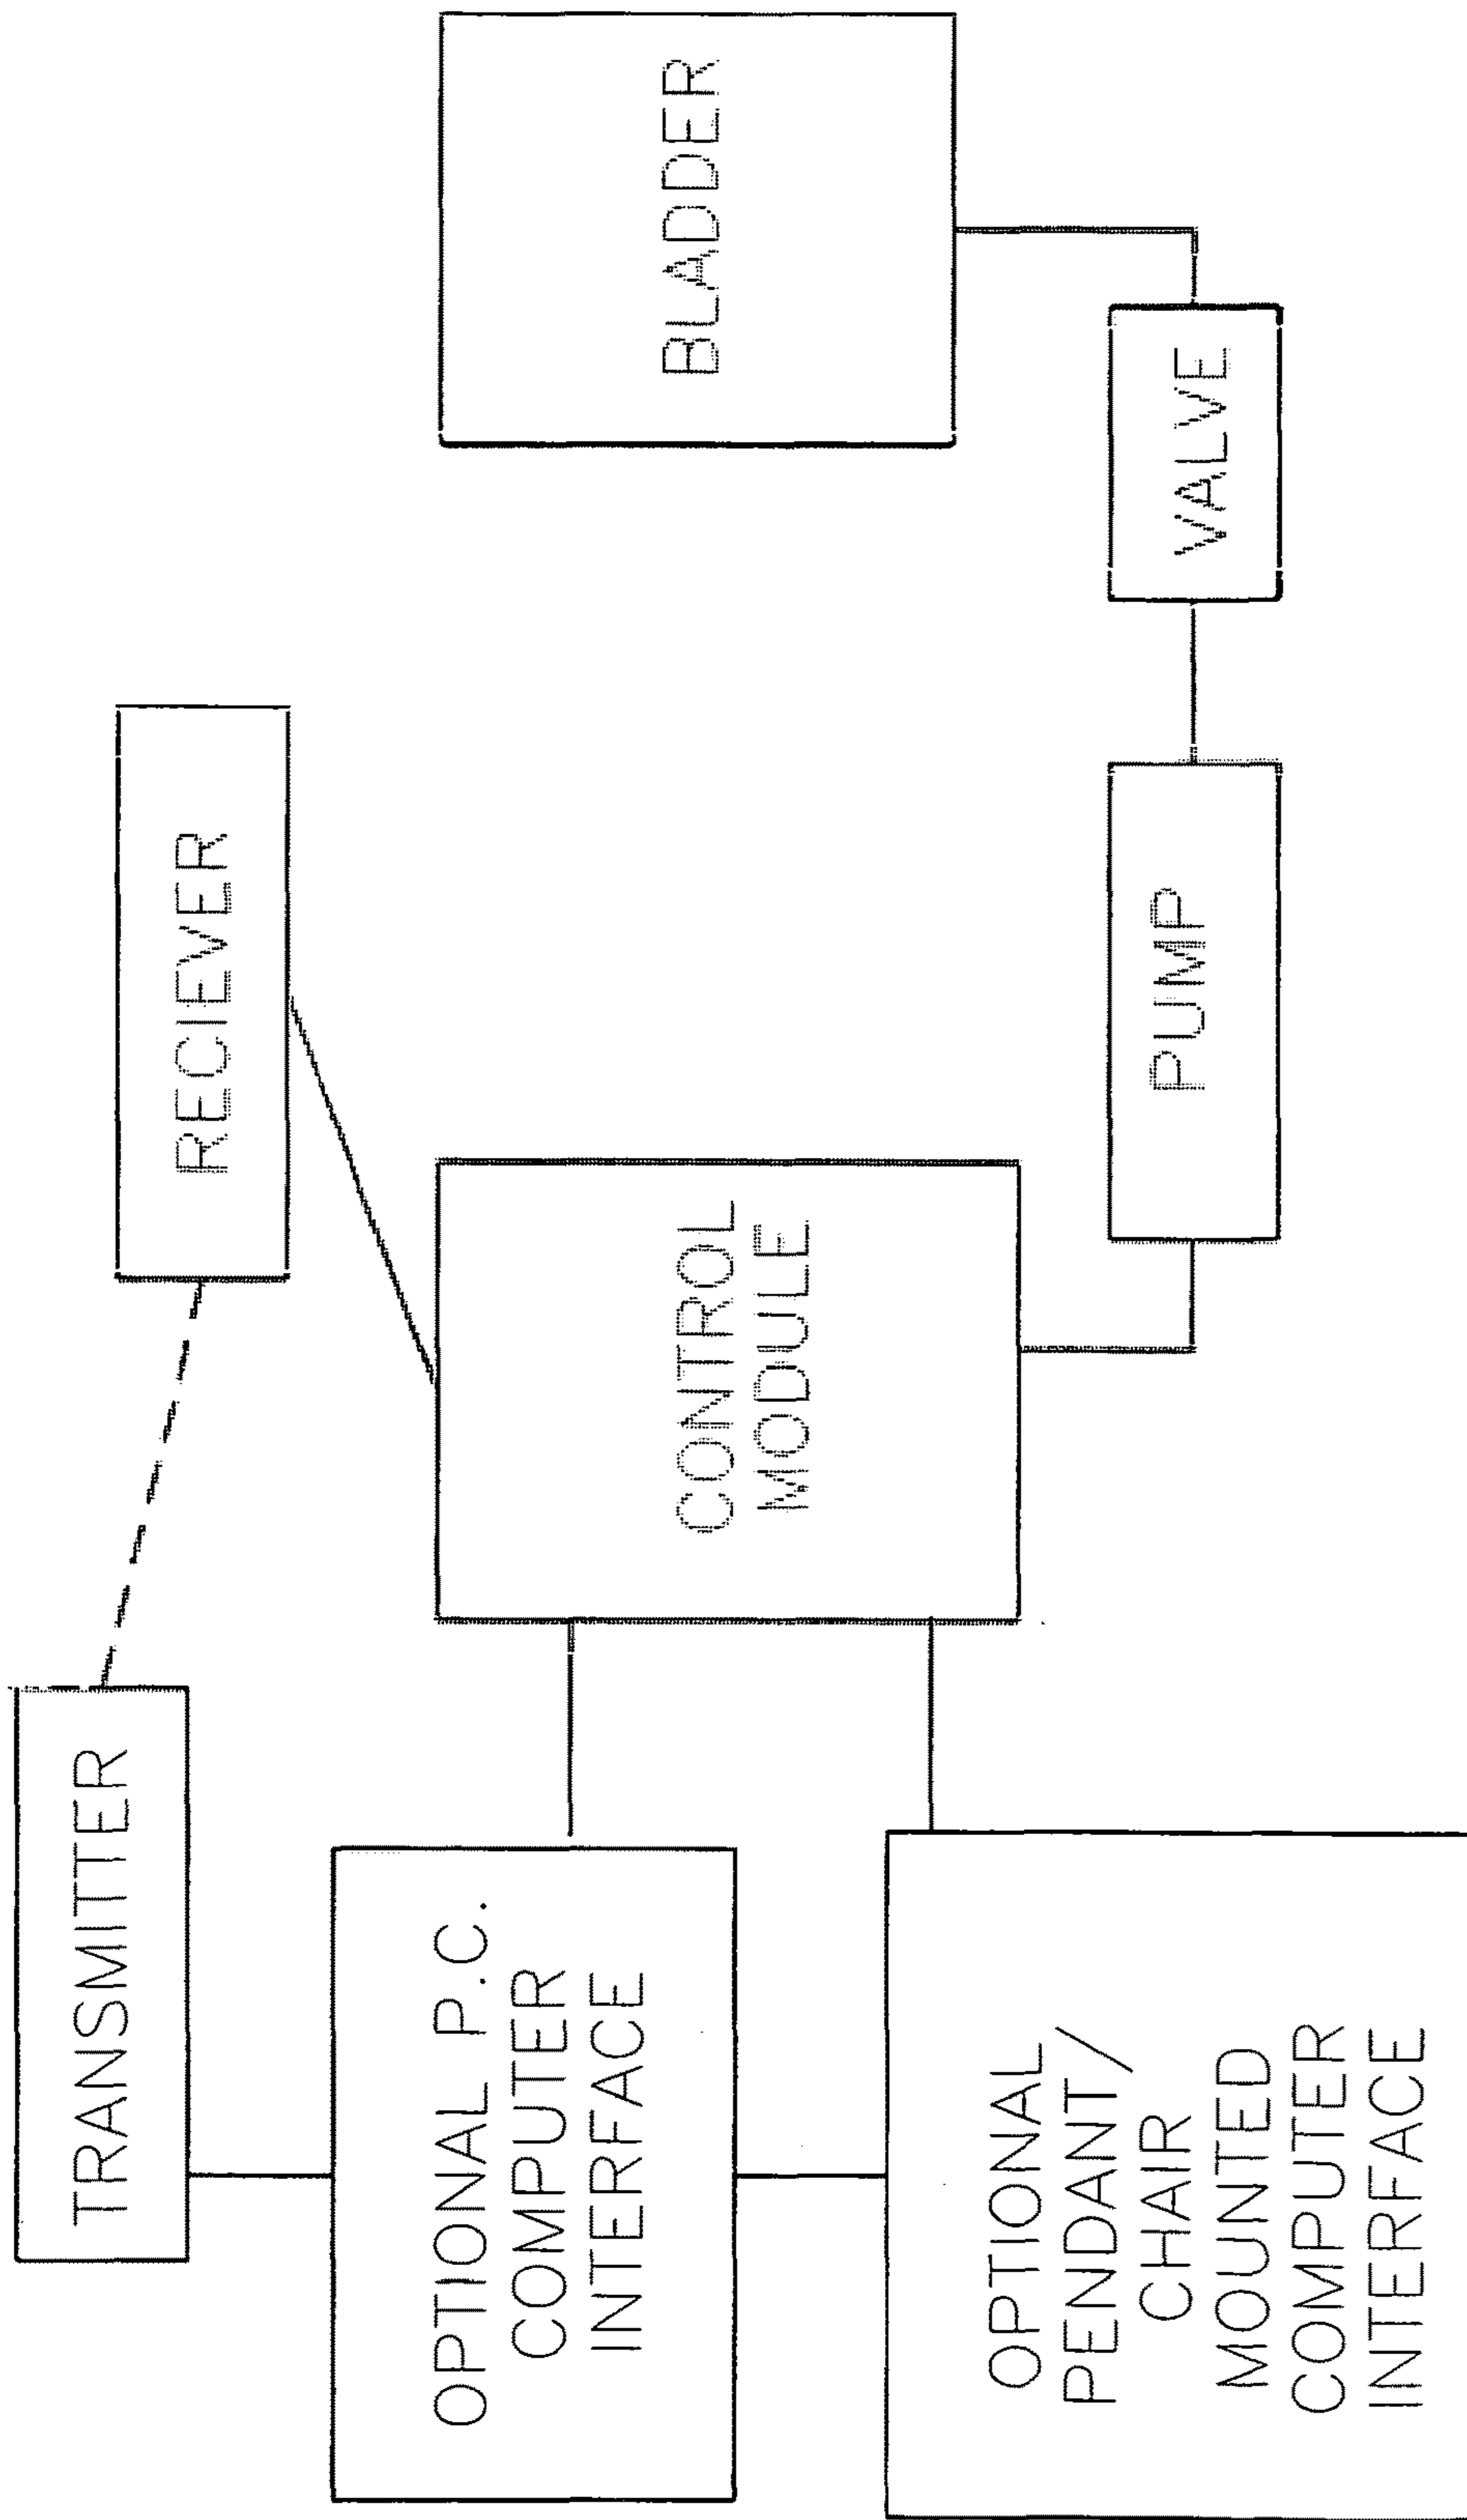 TRANSMITTER
RECIEVER
OPTIONAL P.C.
COMPUTER
INTERFACE
CONTROL
MODULE
BLADDER
OPTIONAL
PENDANT/
CHAIR
MOUNTED
COMPUTER
INTERFACE
PUMP
VALVE